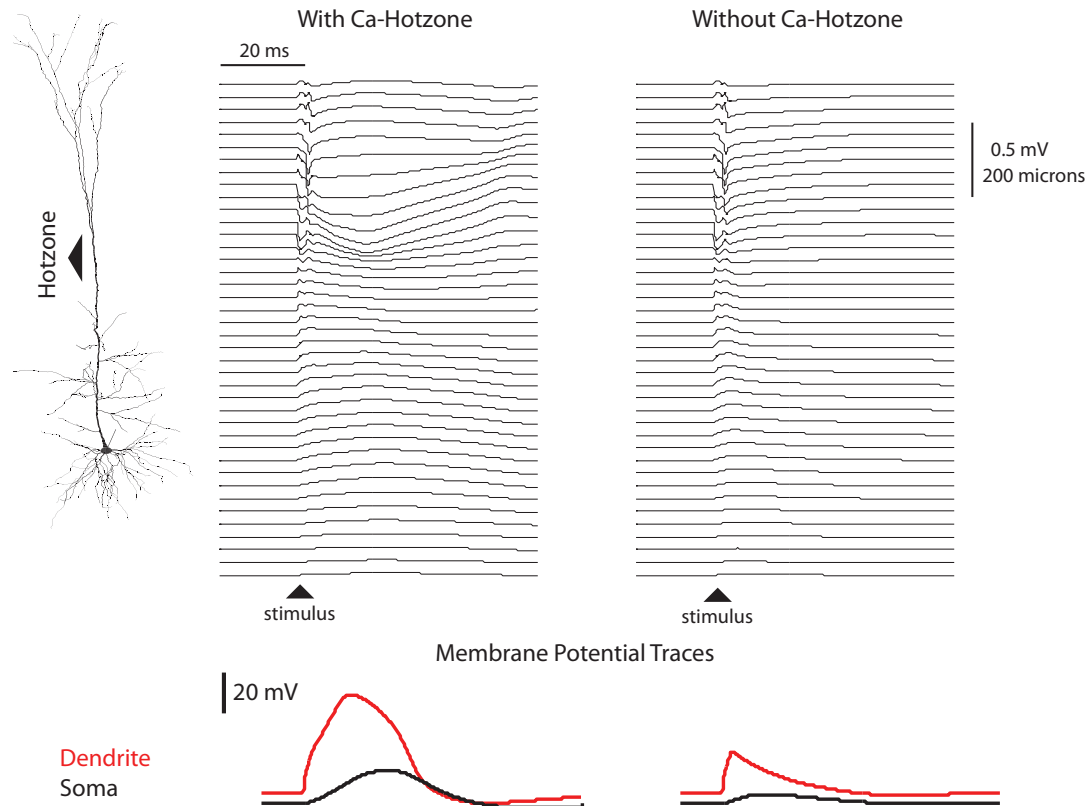 With Ca-Hotzone
Without Ca-Hotzone
20 ms
0.5 mV
200 microns
Hotzone
stimulus
stimulus
Membrane Potential Traces
20 mV
Dendrite
Soma